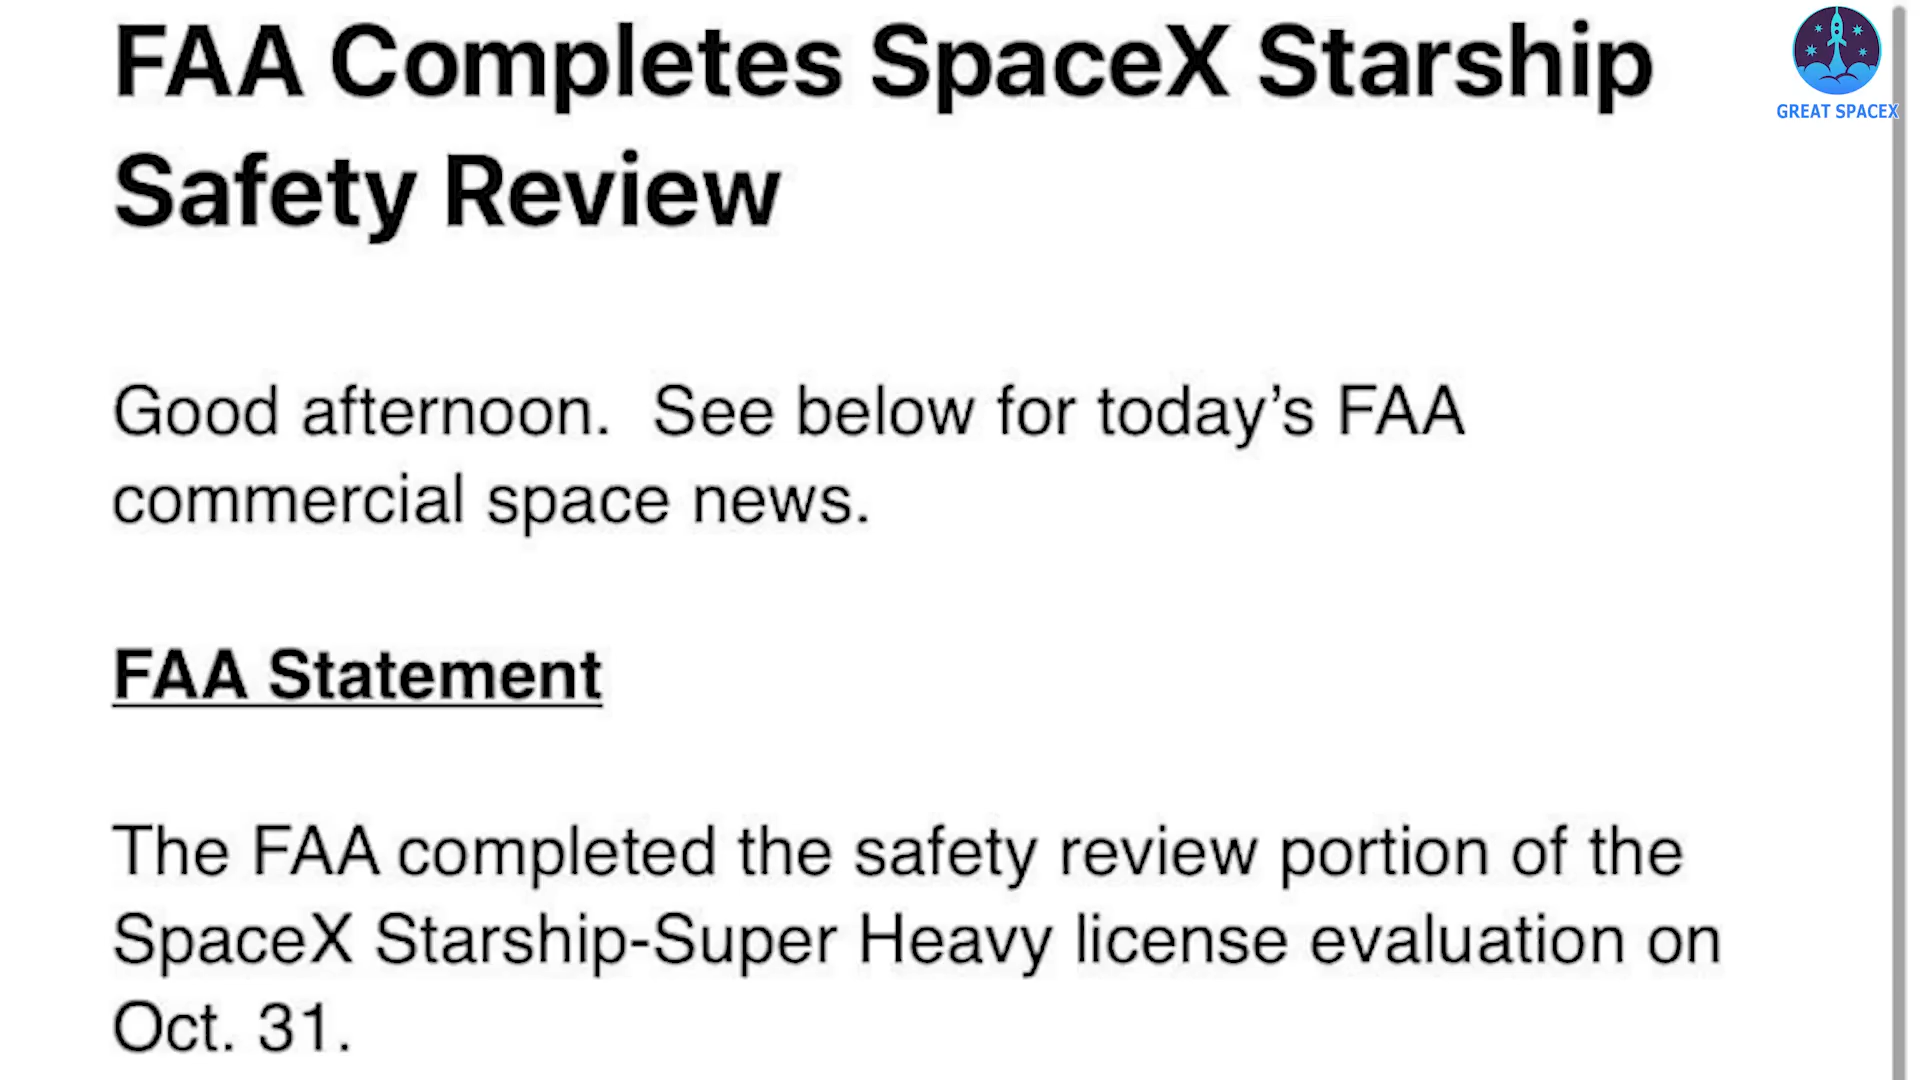 FAA Completes SpaceX Starship
Safety Review
GREAT SPACEX
Good afternoon.  See below for today’s FAA
commercial space news.
FAA Statement
The FAA completed the safety review portion of the
SpaceX Starship-Super Heavy license evaluation on
Oct. 31.